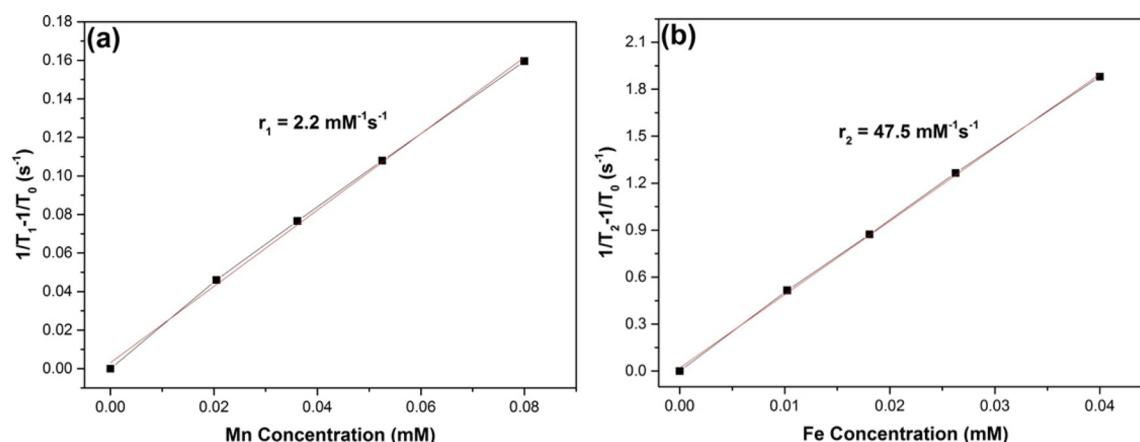 (a)
0.18
0.16
0.14
0.12
0.10
0.08
0.06
0.04
0.02
0.00
1/T₁-1/T₀ (s⁻¹)
r₁ = 2.2 mM⁻¹s⁻¹
0.00 0.02 0.04 0.06 0.08
Mn Concentration (mM)
(b)
2.1
1.8
1.5
1.2
0.9
0.6
0.3
0.0
1/T₂-1/T₀ (s⁻¹)
r₂ = 47.5 mM⁻¹s⁻¹
0.00 0.01 0.02 0.03 0.04
Fe Concentration (mM)